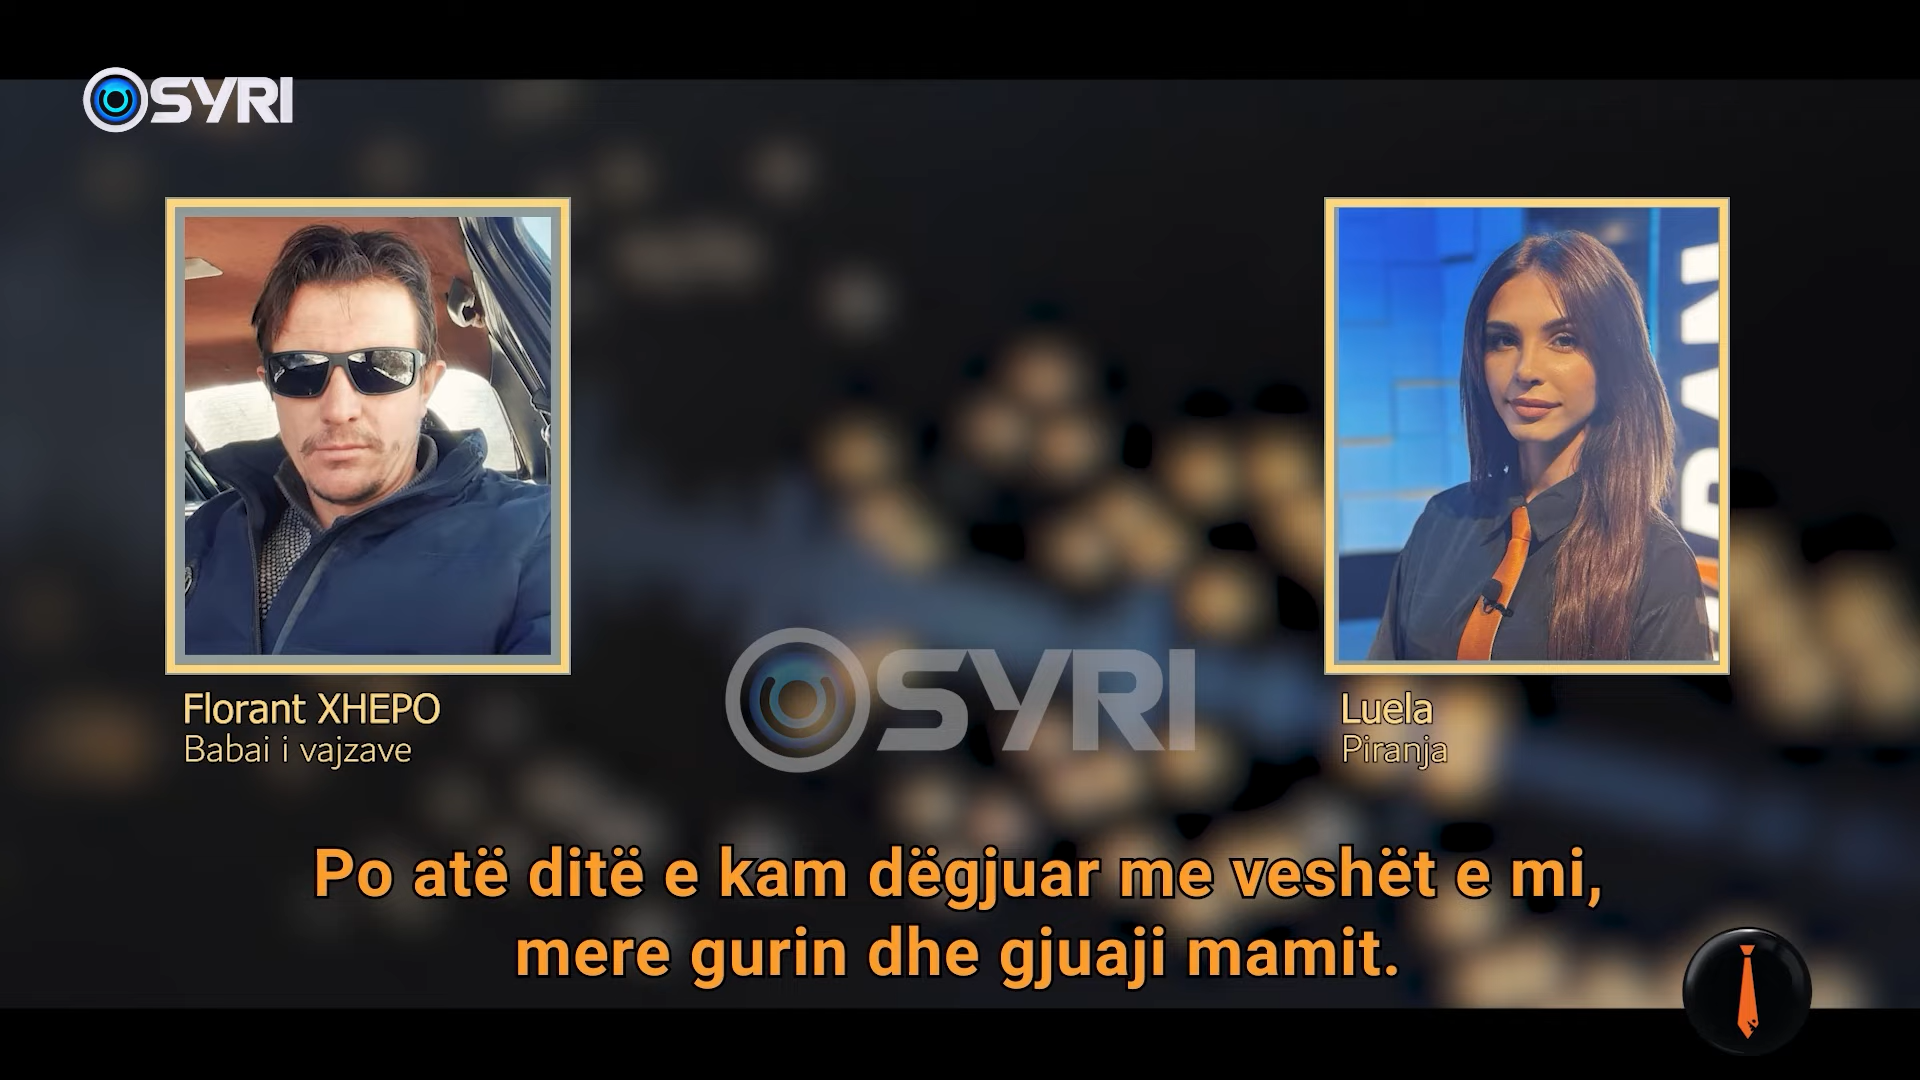 SYRI
Florant XHEPO
Babai i vajzave
Luela
Piranja
SYRI
Po atë ditë e kam dëgjuar me veshët e mi,
mere gurin dhe gjuaji mamit.